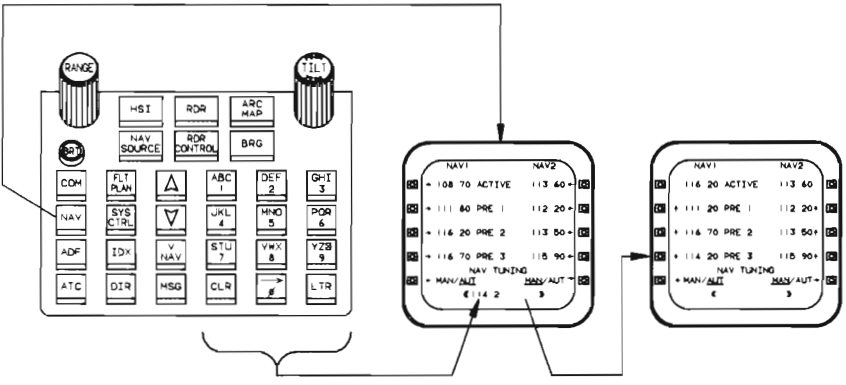 RANGE
TILT
HSI RDR ARC MAP
NAV SOURCE RDR CONTROL BRG
BRT
COM FLT PLAN ABC 1 DEF 2 GHI 3
NAV SYS CTRL JKL 4 MNO 5 PQR 6
ADF IDX V NAV STU 7 VWX 8 YZ 9
ATC DIR MSG CLR → Ø LTR
NAV1 NAV2
108 70 ACTIVE 113 60
111 80 PRE 1 112 20
116 20 PRE 2 113 50
116 70 PRE 3 115 90
NAV TUNING
MAN/AUT MAN/AUT
114 2
NAV1 NAV2
116 20 ACTIVE 113 60
111 20 PRE 1 112 20
116 70 PRE 2 113 50
114 20 PRE 3 115 90
NAV TUNING
MAN/AUT MAN/AUT